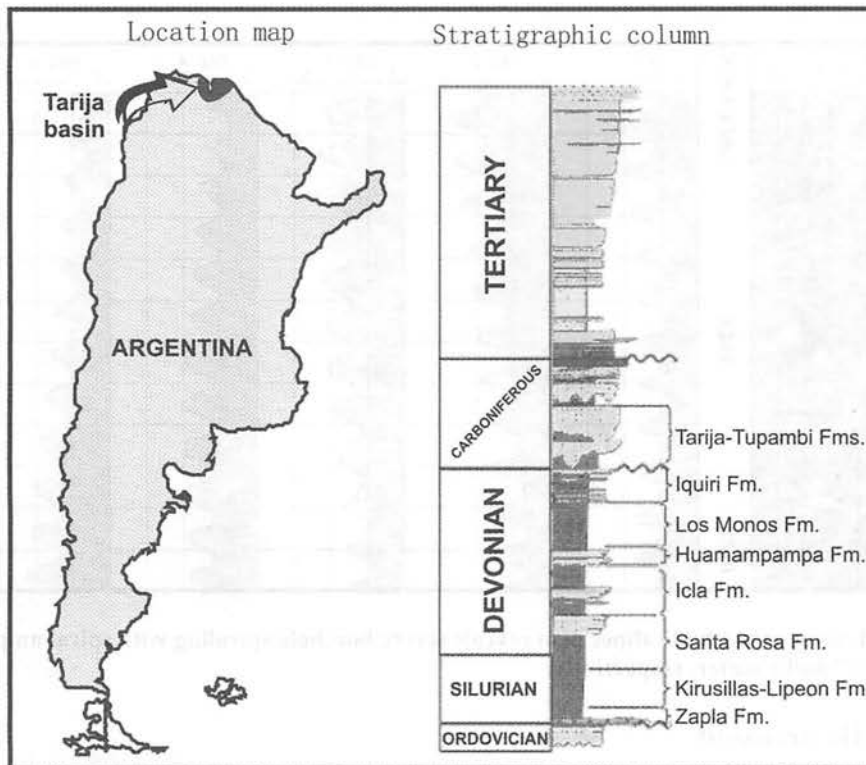 Location map
Stratigraphic column
Tarija
basin
ARGENTINA
TERTIARY
CARBONIFEROUS
DEVONIAN
SILURIAN
ORDOVICIAN
Tarija-Tupambi Fms.
Iquiri Fm.
Los Monos Fm.
Huamampampa Fm.
Icla Fm.
Santa Rosa Fm.
Kirusillas-Lipeon Fm
Zapla Fm.